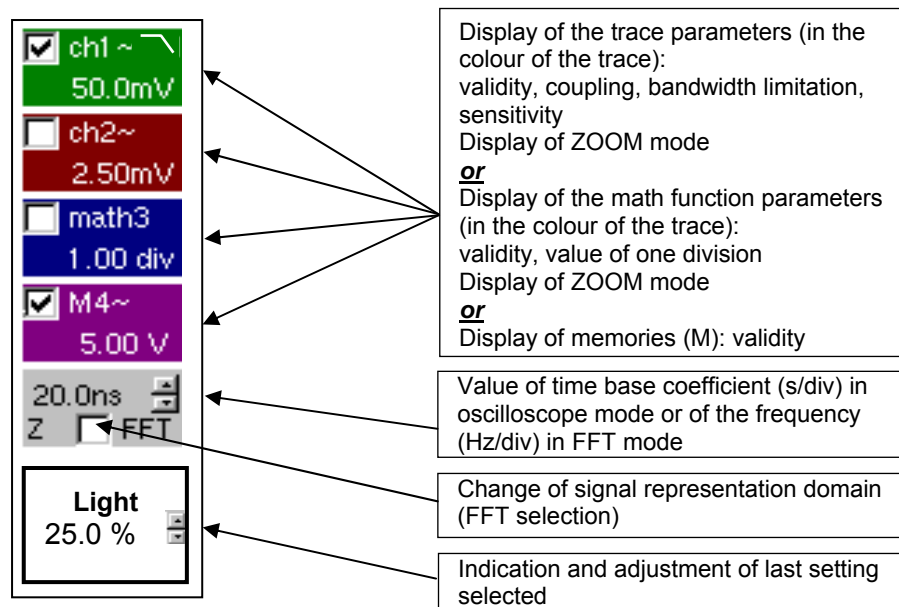 ch1 ~
50.0mV
ch2~
2.50mV
math3
1.00 div
M4~
5.00 V
20.0ns
Z FFT
Light
25.0 %
Display of the trace parameters (in the
colour of the trace):
validity, coupling, bandwidth limitation,
sensitivity
Display of ZOOM mode
or
Display of the math function parameters
(in the colour of the trace):
validity, value of one division
Display of ZOOM mode
or
Display of memories (M): validity
Value of time base coefficient (s/div) in
oscilloscope mode or of the frequency
(Hz/div) in FFT mode
Change of signal representation domain
(FFT selection)
Indication and adjustment of last setting
selected